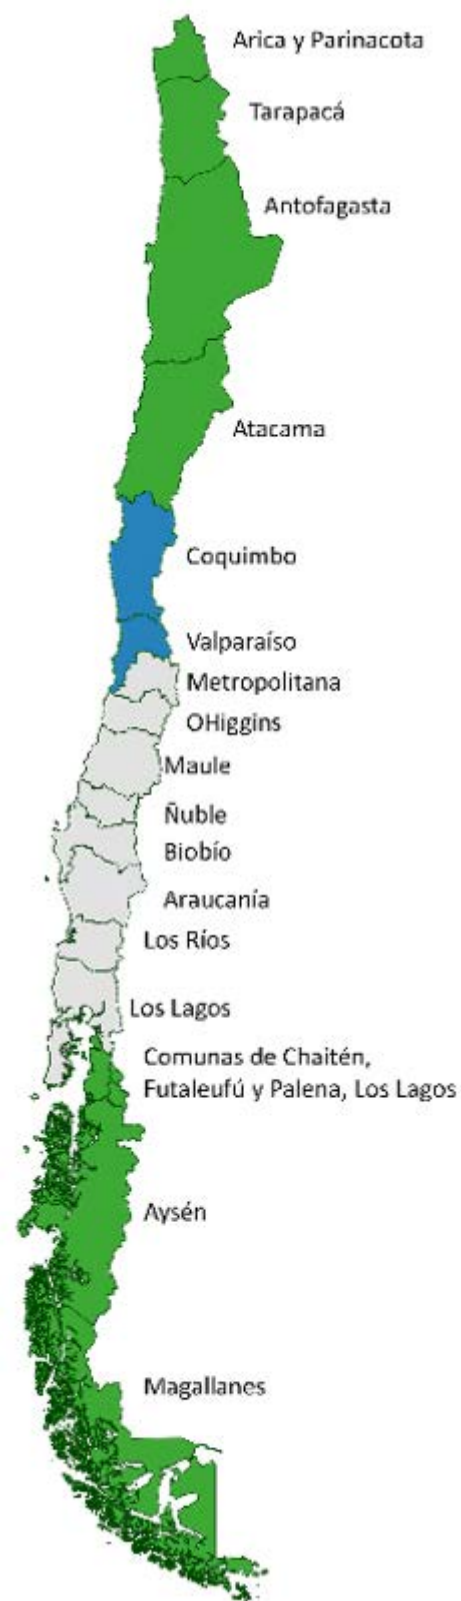 Arica y Parinacota
Tarapacá
Antofagasta
Atacama
Coquimbo
Valparaíso
Metropolitana
OHiggins
Maule
Ñuble
Biobío
Araucanía
Los Ríos
Los Lagos
Comunas de Chaitén,
Futaleufú y Palena, Los Lagos
Aysén
Magallanes